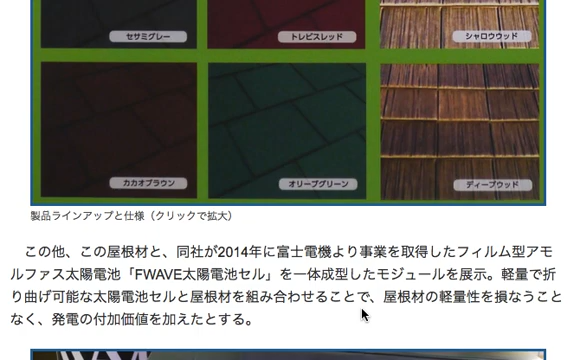 セサミグレー
トレビスレッド
シャロウウッド
カカオブラウン
オリーブグリーン
ディープウッド
製品ラインアップと仕様（クリックで拡大）
この他、この屋根材と、同社が2014年に富士電機より事業を取得したフィルム型アモ
ルファス太陽電池「FWAVE太陽電池セル」を一体成型したモジュールを展示。軽量で折
り曲げ可能な太陽電池セルと屋根材を組み合わせることで、屋根材の軽量性を損なうこと
なく、発電の付加価値を加えたとする。